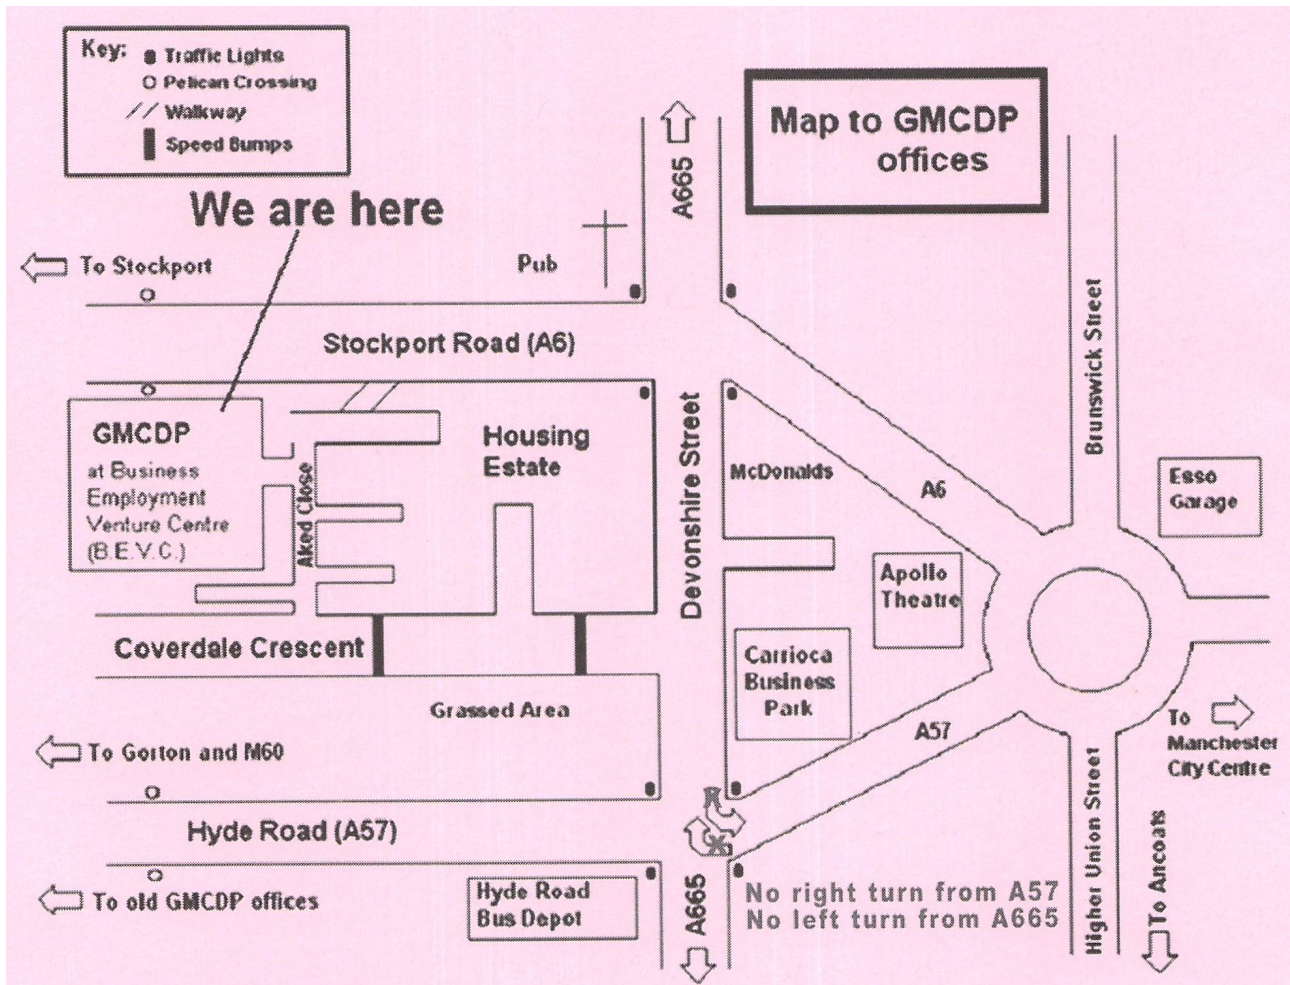 Key:
Traffic Lights
Pelican Crossing
Walkway
Speed Bumps
Map to GMCDP
offices
We are here
A665
To Stockport
Pub
Stockport Road (A6)
Brunswick Street
GMCDP
at Business
Employment
Venture Centre
(B.E.V.C.)
Aked Close
Housing
Estate
Devonshire Street
McDonalds
A6
Esso
Garage
Apollo
Theatre
Coverdale Crescent
Carrioca
Business
Park
Grassed Area
A57
To
Manchester
City Centre
To Gorton and M60
Hyde Road (A57)
Higher Union Street
To Ancoats
To old GMCDP offices
Hyde Road
Bus Depot
A665
No right turn from A57
No left turn from A665